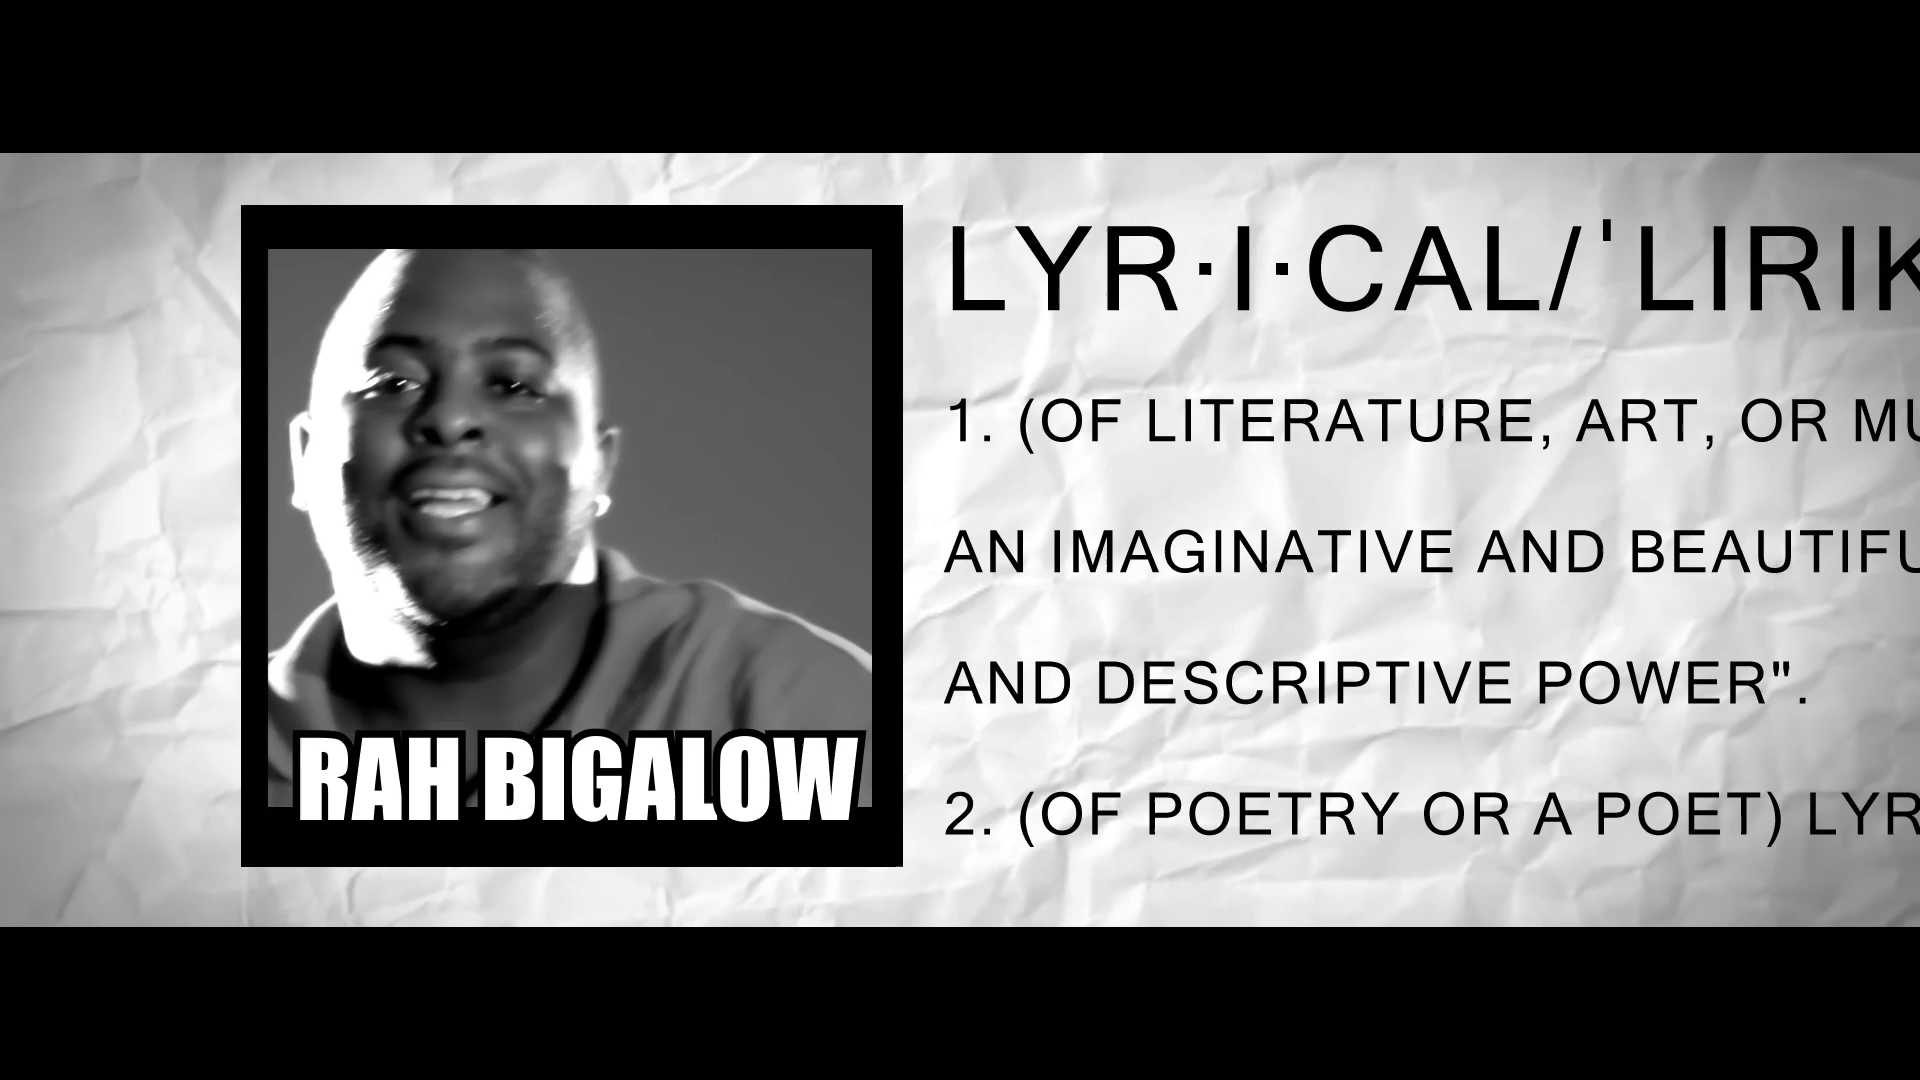 LYR·I·CAL/ˈLIRIK
1. (OF LITERATURE, ART, OR MU
AN IMAGINATIVE AND BEAUTIFU
AND DESCRIPTIVE POWER".
2. (OF POETRY OR A POET) LYR
RAH BIGALOW